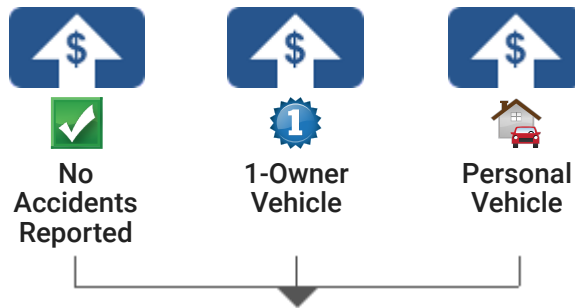 $ $ $
1
No
Accidents
Reported
1-Owner
Vehicle
Personal
Vehicle